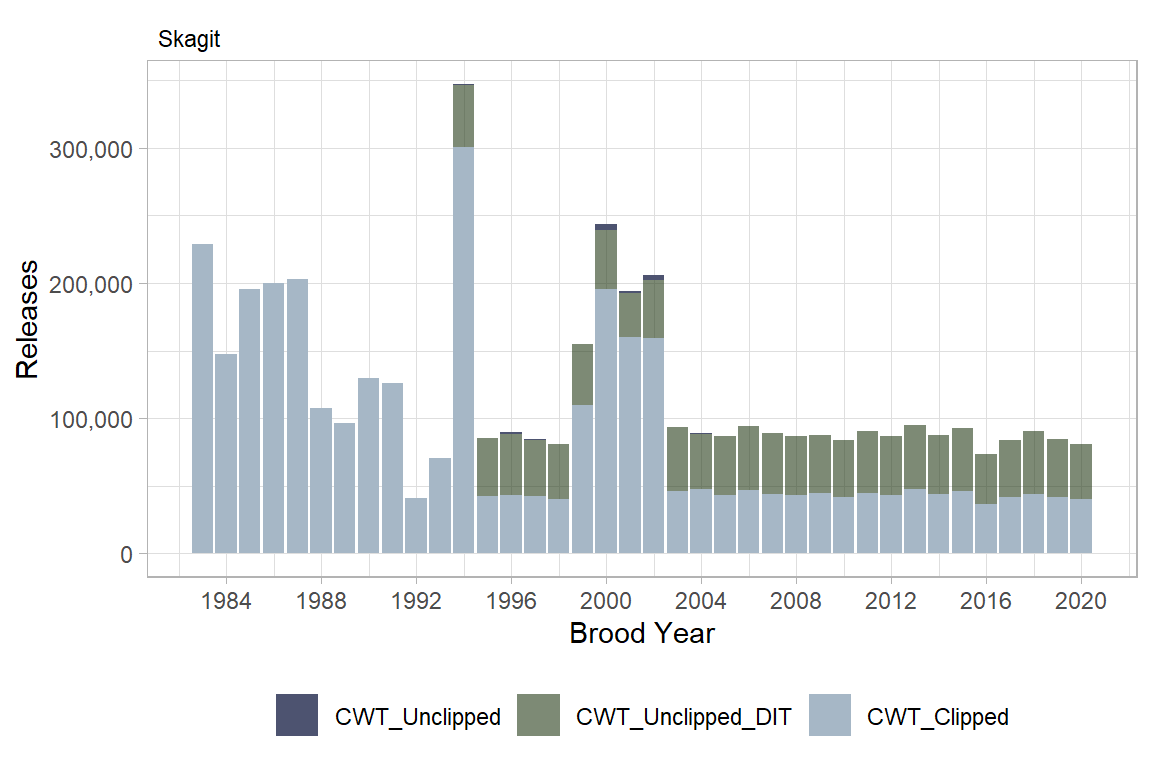 Skagit
Releases
300,000
200,000
100,000
0
1984 1988 1992 1996 2000 2004 2008 2012 2016 2020
Brood Year
CWT_Unclipped CWT_Unclipped_DIT CWT_Clipped